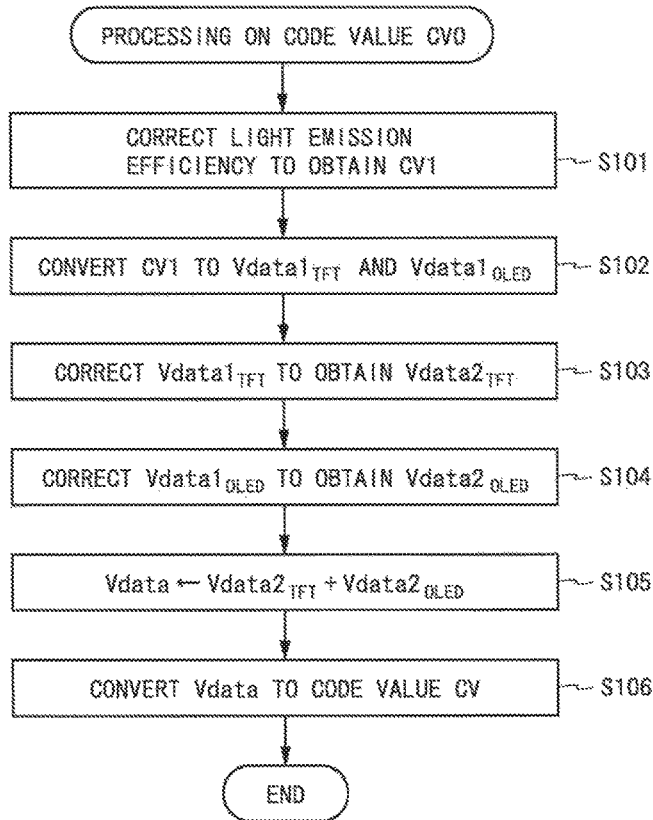 PROCESSING ON CODE VALUE CV0
CORRECT LIGHT EMISSION
EFFICIENCY TO OBTAIN CV1
S101
CONVERT CV1 TO Vdata1TFT AND Vdata1OLED
S102
CORRECT Vdata1TFT TO OBTAIN Vdata2TFT
S103
CORRECT Vdata1OLED TO OBTAIN Vdata2OLED
S104
Vdata ← Vdata2TFT + Vdata2OLED
S105
CONVERT Vdata TO CODE VALUE CV
S106
END